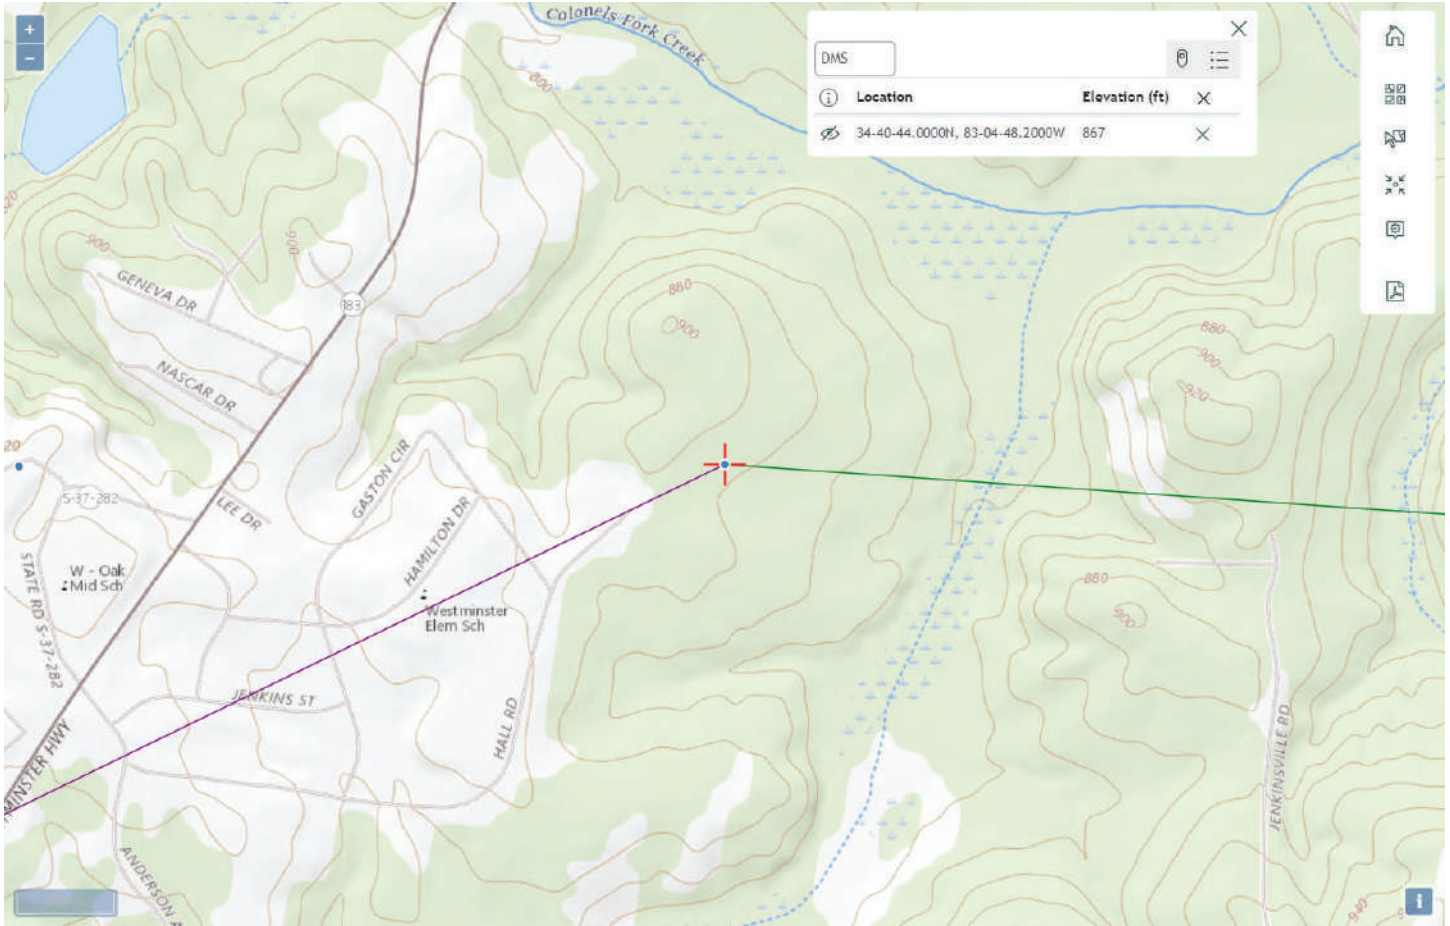 +
−
Colonels Fork Creek
DMS
Location Elevation (ft)
34-40-44.0000N, 83-04-48.2000W 867
800
900
900
GENEVA DR
183
NASCAR DR
880
900
880
900
920
20
S-37-282
LEE DR
GASTON CIR
HAMILTON DR
W - Oak
Mid Sch
STATE RD S-37-282
Westminster
Elem Sch
880
900
JENKINS ST
HALL RD
MINSTER HWY
JENKINSVILLE RD
ANDERSON A
940
i